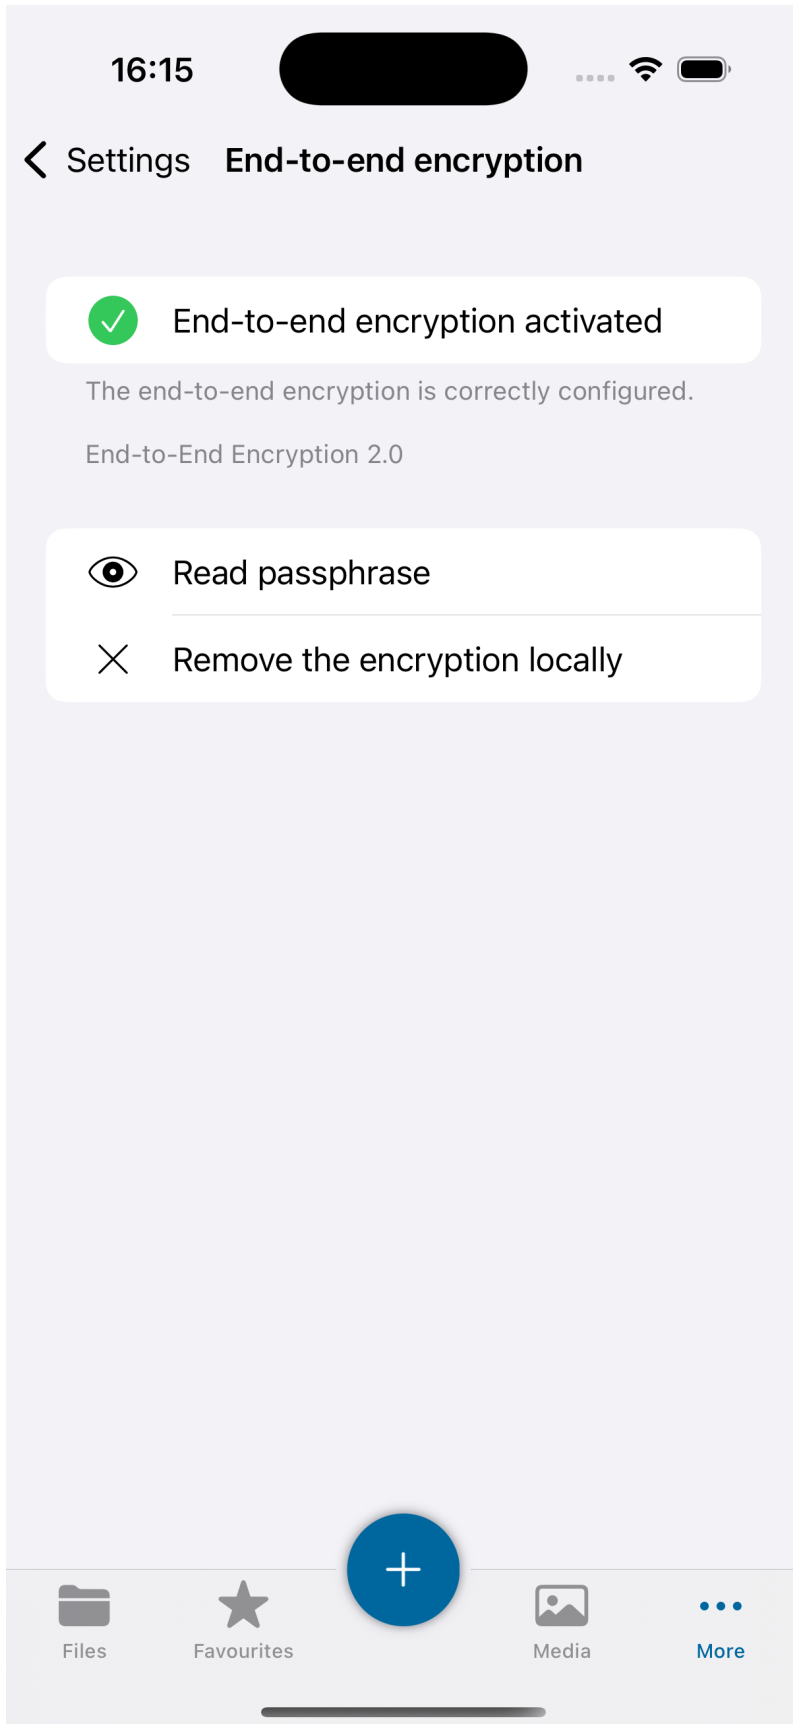 16:15
Settings End-to-end encryption
End-to-end encryption activated
The end-to-end encryption is correctly configured.
End-to-End Encryption 2.0
Read passphrase
Remove the encryption locally
Files Favourites Media More